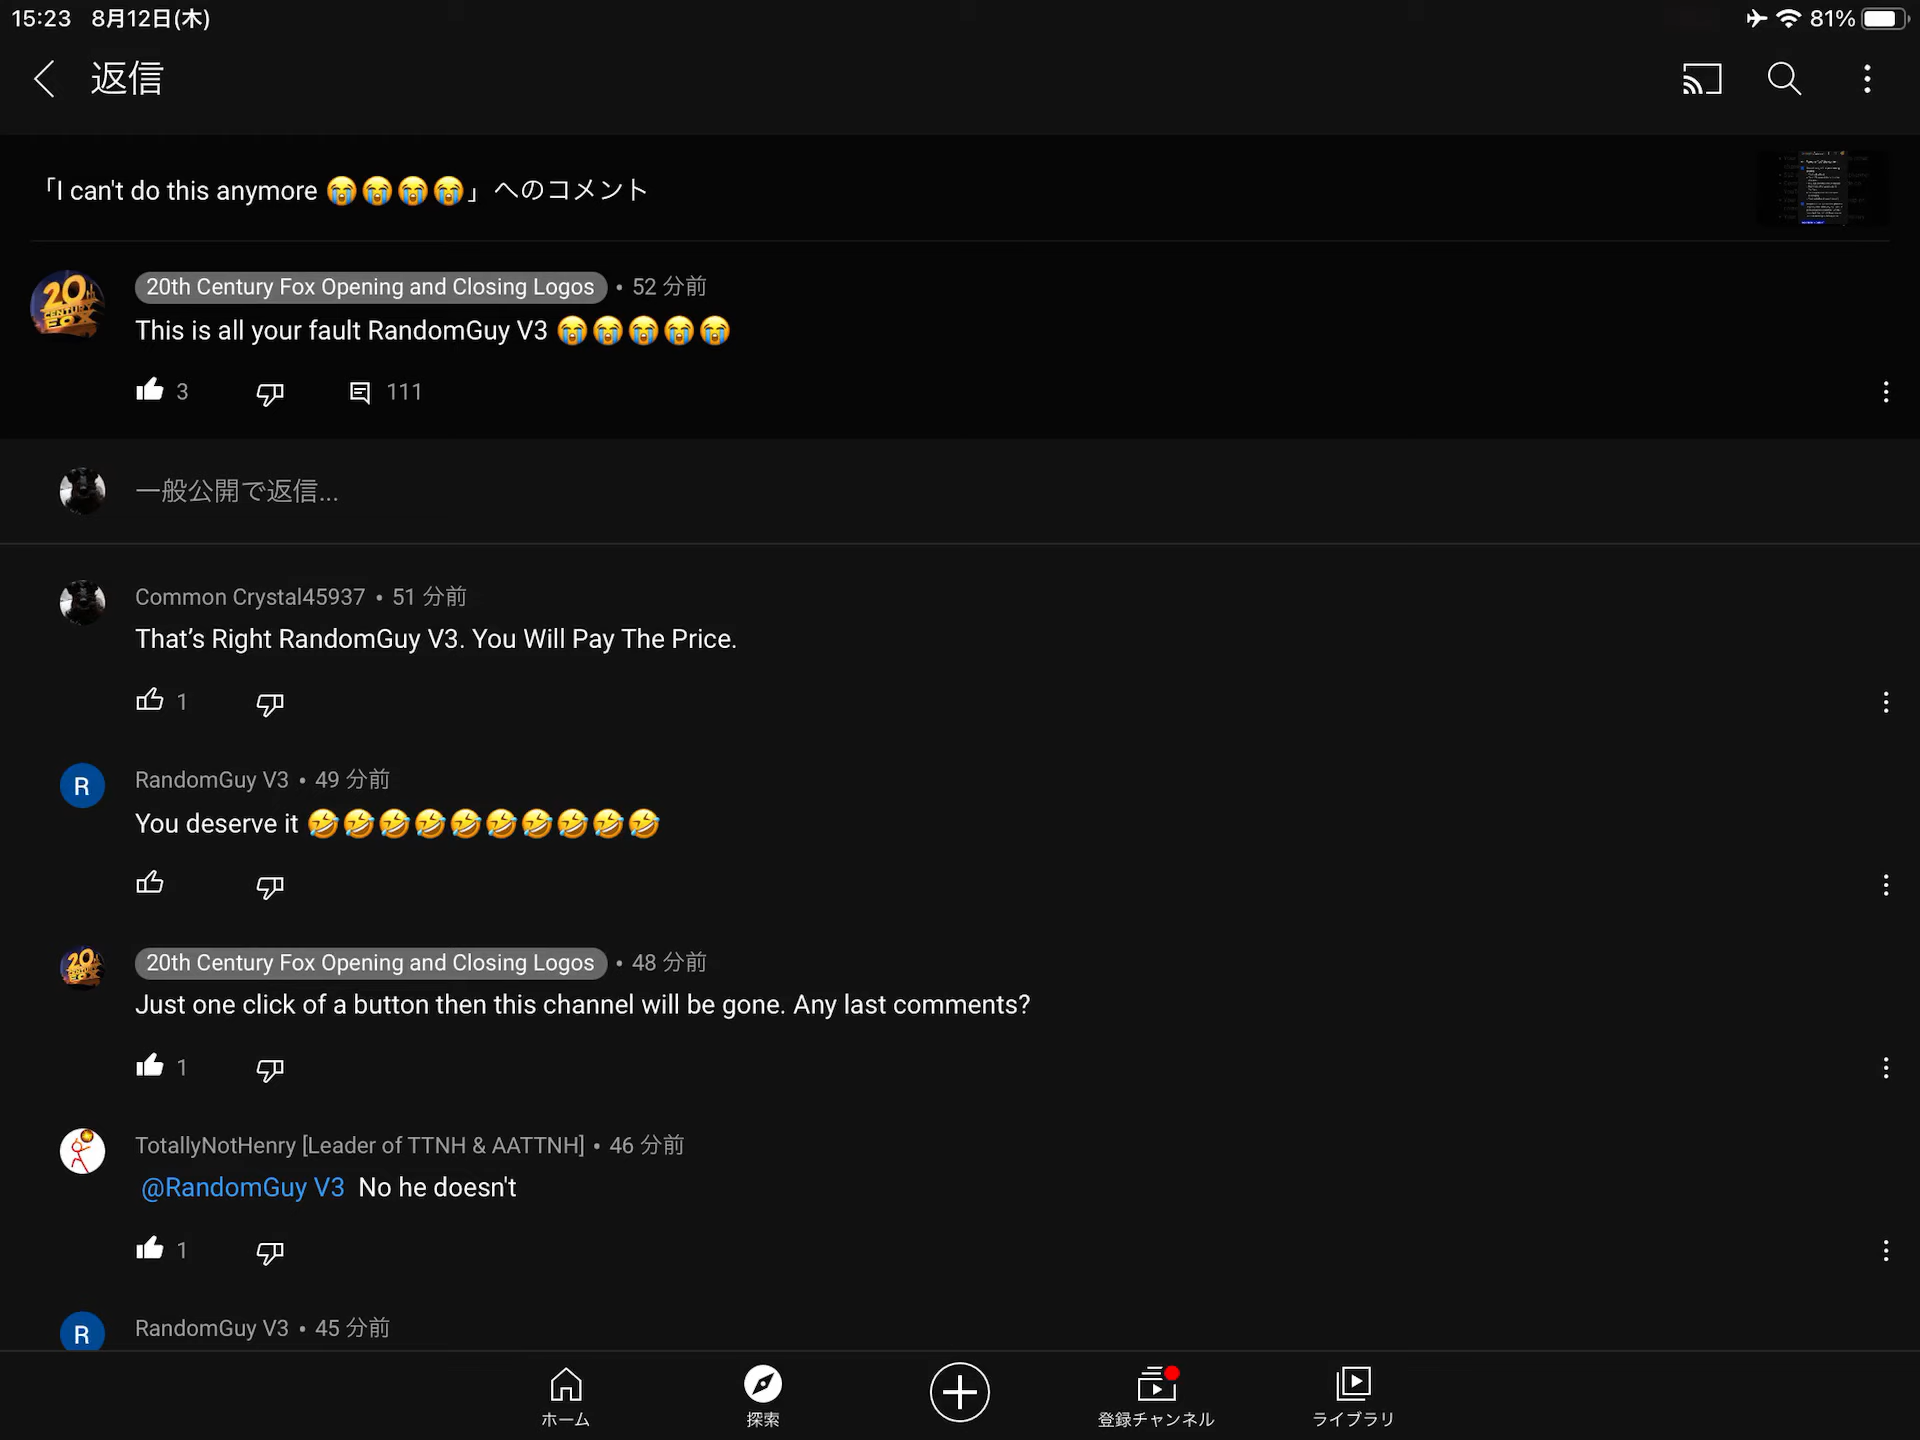 15:23 8月12日(木) 81%
返信
「I can't do this anymore 😭😭😭😭」へのコメント
20th Century Fox Opening and Closing Logos • 52 分前
This is all your fault RandomGuy V3 😭😭😭😭😭
3 111
一般公開で返信...
Common Crystal45937 • 51 分前
That’s Right RandomGuy V3. You Will Pay The Price.
1
R
RandomGuy V3 • 49 分前
You deserve it 🤣🤣🤣🤣🤣🤣🤣🤣🤣🤣
20th Century Fox Opening and Closing Logos • 48 分前
Just one click of a button then this channel will be gone. Any last comments?
1
TotallyNotHenry [Leader of TTNH & AATTNH] • 46 分前
@RandomGuy V3 No he doesn't
1
R
RandomGuy V3 • 45 分前
ホーム 探索 登録チャンネル ライブラリ